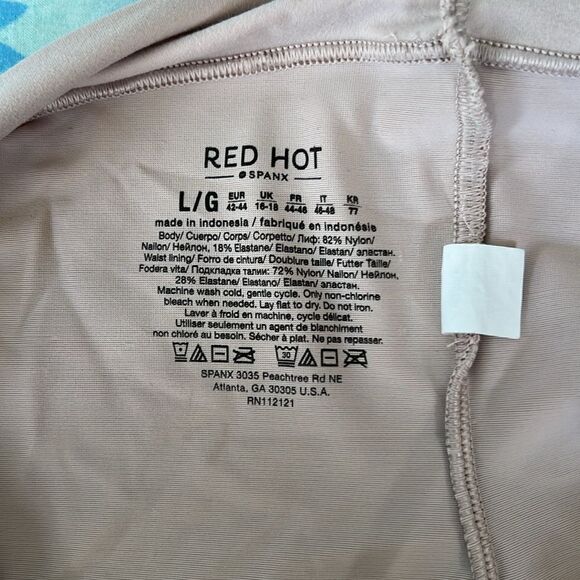 RED HOT
SPANX
L/G EUR 42-44 UK 16-18 FR 44-46 IT 46-48 KR 77
made in indonesia / fabriqué en indonésie
Body/ Cuerpo/ Corps/ Corpetto/ Лиф: 82% Nylon/
Nailon/ Нейлон, 18% Elastane/ Elastano/ Elastan/ эластан.
Waist lining/ Forro de cintura/ Doublure taille/ Futter Taille/
Fodera vita/ Подкладка талии: 72% Nylon/ Nailon/ Нейлон,
28% Elastane/ Elastano/ Elastan/ эластан.
Machine wash cold, gentle cycle. Only non-chlorine
bleach when needed. Lay flat to dry. Do not iron.
Laver à froid en machine, cycle délicat.
Utiliser seulement un agent de blanchiment
non chloré au besoin. Sécher à plat. Ne pas repasser.
30
SPANX 3035 Peachtree Rd NE
Atlanta, GA 30305 U.S.A.
RN112121